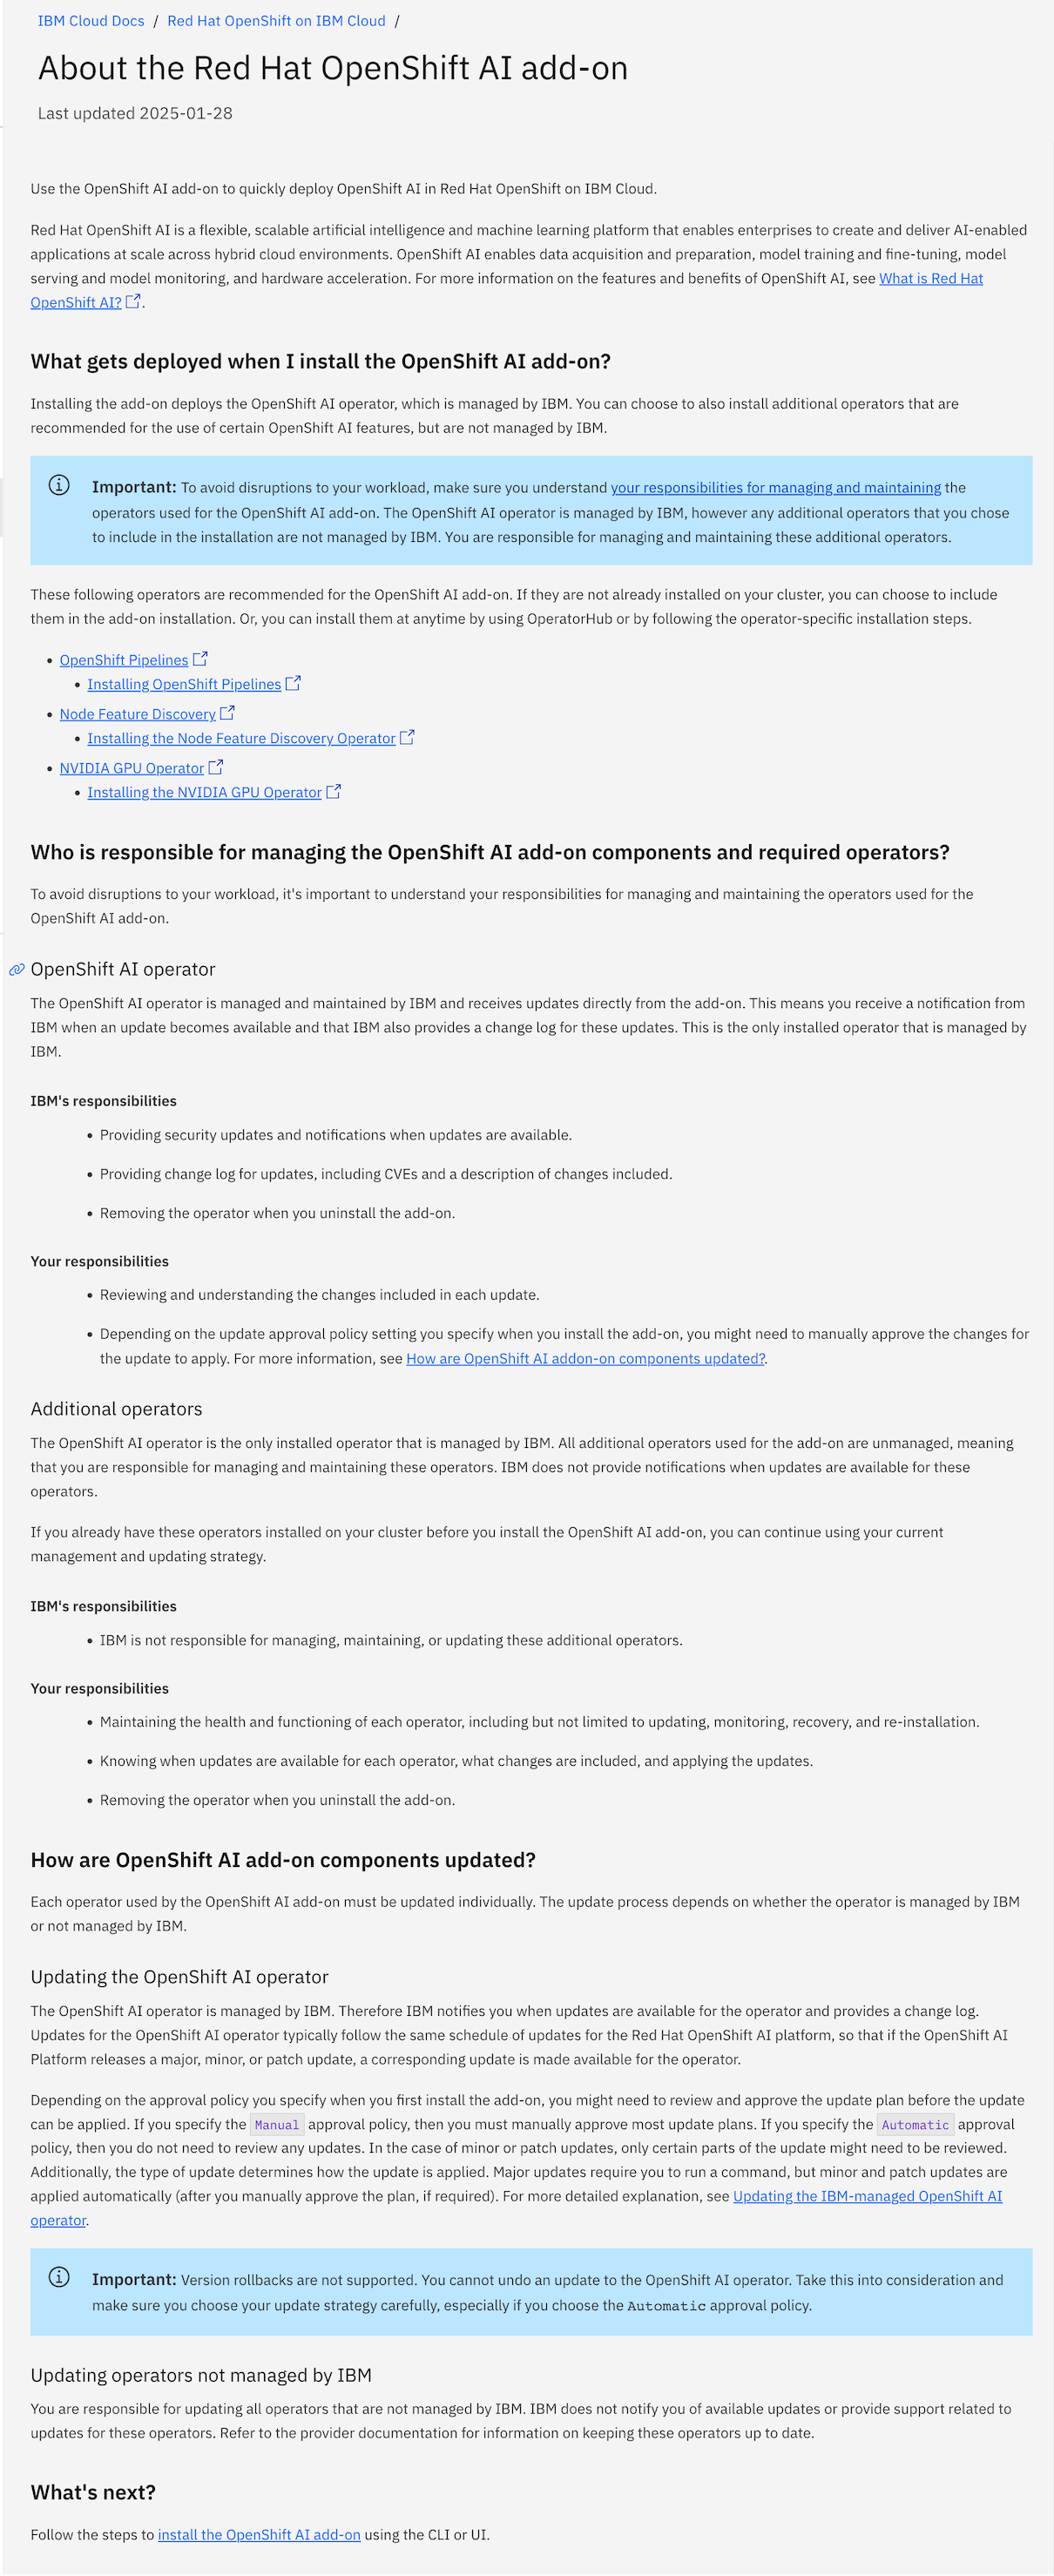 IBM Cloud Docs / Red Hat OpenShift on IBM Cloud /
About the Red Hat OpenShift AI add-on
Last updated 2025-01-28
Use the OpenShift AI add-on to quickly deploy OpenShift AI in Red Hat OpenShift on IBM Cloud.
Red Hat OpenShift AI is a flexible, scalable artificial intelligence and machine learning platform that enables enterprises to create and deliver AI-enabled
applications at scale across hybrid cloud environments. OpenShift AI enables data acquisition and preparation, model training and fine-tuning, model
serving and model monitoring, and hardware acceleration. For more information on the features and benefits of OpenShift AI, see What is Red Hat
OpenShift AI? .
What gets deployed when I install the OpenShift AI add-on?
Installing the add-on deploys the OpenShift AI operator, which is managed by IBM. You can choose to also install additional operators that are
recommended for the use of certain OpenShift AI features, but are not managed by IBM.
Important: To avoid disruptions to your workload, make sure you understand your responsibilities for managing and maintaining the
operators used for the OpenShift AI add-on. The OpenShift AI operator is managed by IBM, however any additional operators that you chose
to include in the installation are not managed by IBM. You are responsible for managing and maintaining these additional operators.
These following operators are recommended for the OpenShift AI add-on. If they are not already installed on your cluster, you can choose to include
them in the add-on installation. Or, you can install them at anytime by using OperatorHub or by following the operator-specific installation steps.
• OpenShift Pipelines
• Installing OpenShift Pipelines
• Node Feature Discovery
• Installing the Node Feature Discovery Operator
• NVIDIA GPU Operator
• Installing the NVIDIA GPU Operator
Who is responsible for managing the OpenShift AI add-on components and required operators?
To avoid disruptions to your workload, it's important to understand your responsibilities for managing and maintaining the operators used for the
OpenShift AI add-on.
OpenShift AI operator
The OpenShift AI operator is managed and maintained by IBM and receives updates directly from the add-on. This means you receive a notification from
IBM when an update becomes available and that IBM also provides a change log for these updates. This is the only installed operator that is managed by
IBM.
IBM's responsibilities
• Providing security updates and notifications when updates are available.
• Providing change log for updates, including CVEs and a description of changes included.
• Removing the operator when you uninstall the add-on.
Your responsibilities
• Reviewing and understanding the changes included in each update.
• Depending on the update approval policy setting you specify when you install the add-on, you might need to manually approve the changes for
the update to apply. For more information, see How are OpenShift AI addon-on components updated?.
Additional operators
The OpenShift AI operator is the only installed operator that is managed by IBM. All additional operators used for the add-on are unmanaged, meaning
that you are responsible for managing and maintaining these operators. IBM does not provide notifications when updates are available for these
operators.
If you already have these operators installed on your cluster before you install the OpenShift AI add-on, you can continue using your current
management and updating strategy.
IBM's responsibilities
• IBM is not responsible for managing, maintaining, or updating these additional operators.
Your responsibilities
• Maintaining the health and functioning of each operator, including but not limited to updating, monitoring, recovery, and re-installation.
• Knowing when updates are available for each operator, what changes are included, and applying the updates.
• Removing the operator when you uninstall the add-on.
How are OpenShift AI add-on components updated?
Each operator used by the OpenShift AI add-on must be updated individually. The update process depends on whether the operator is managed by IBM
or not managed by IBM.
Updating the OpenShift AI operator
The OpenShift AI operator is managed by IBM. Therefore IBM notifies you when updates are available for the operator and provides a change log.
Updates for the OpenShift AI operator typically follow the same schedule of updates for the Red Hat OpenShift AI platform, so that if the OpenShift AI
Platform releases a major, minor, or patch update, a corresponding update is made available for the operator.
Depending on the approval policy you specify when you first install the add-on, you might need to review and approve the update plan before the update
can be applied. If you specify the Manual approval policy, then you must manually approve most update plans. If you specify the Automatic approval
policy, then you do not need to review any updates. In the case of minor or patch updates, only certain parts of the update might need to be reviewed.
Additionally, the type of update determines how the update is applied. Major updates require you to run a command, but minor and patch updates are
applied automatically (after you manually approve the plan, if required). For more detailed explanation, see Updating the IBM-managed OpenShift AI
operator.
Important: Version rollbacks are not supported. You cannot undo an update to the OpenShift AI operator. Take this into consideration and
make sure you choose your update strategy carefully, especially if you choose the Automatic approval policy.
Updating operators not managed by IBM
You are responsible for updating all operators that are not managed by IBM. IBM does not notify you of available updates or provide support related to
updates for these operators. Refer to the provider documentation for information on keeping these operators up to date.
What's next?
Follow the steps to install the OpenShift AI add-on using the CLI or UI.